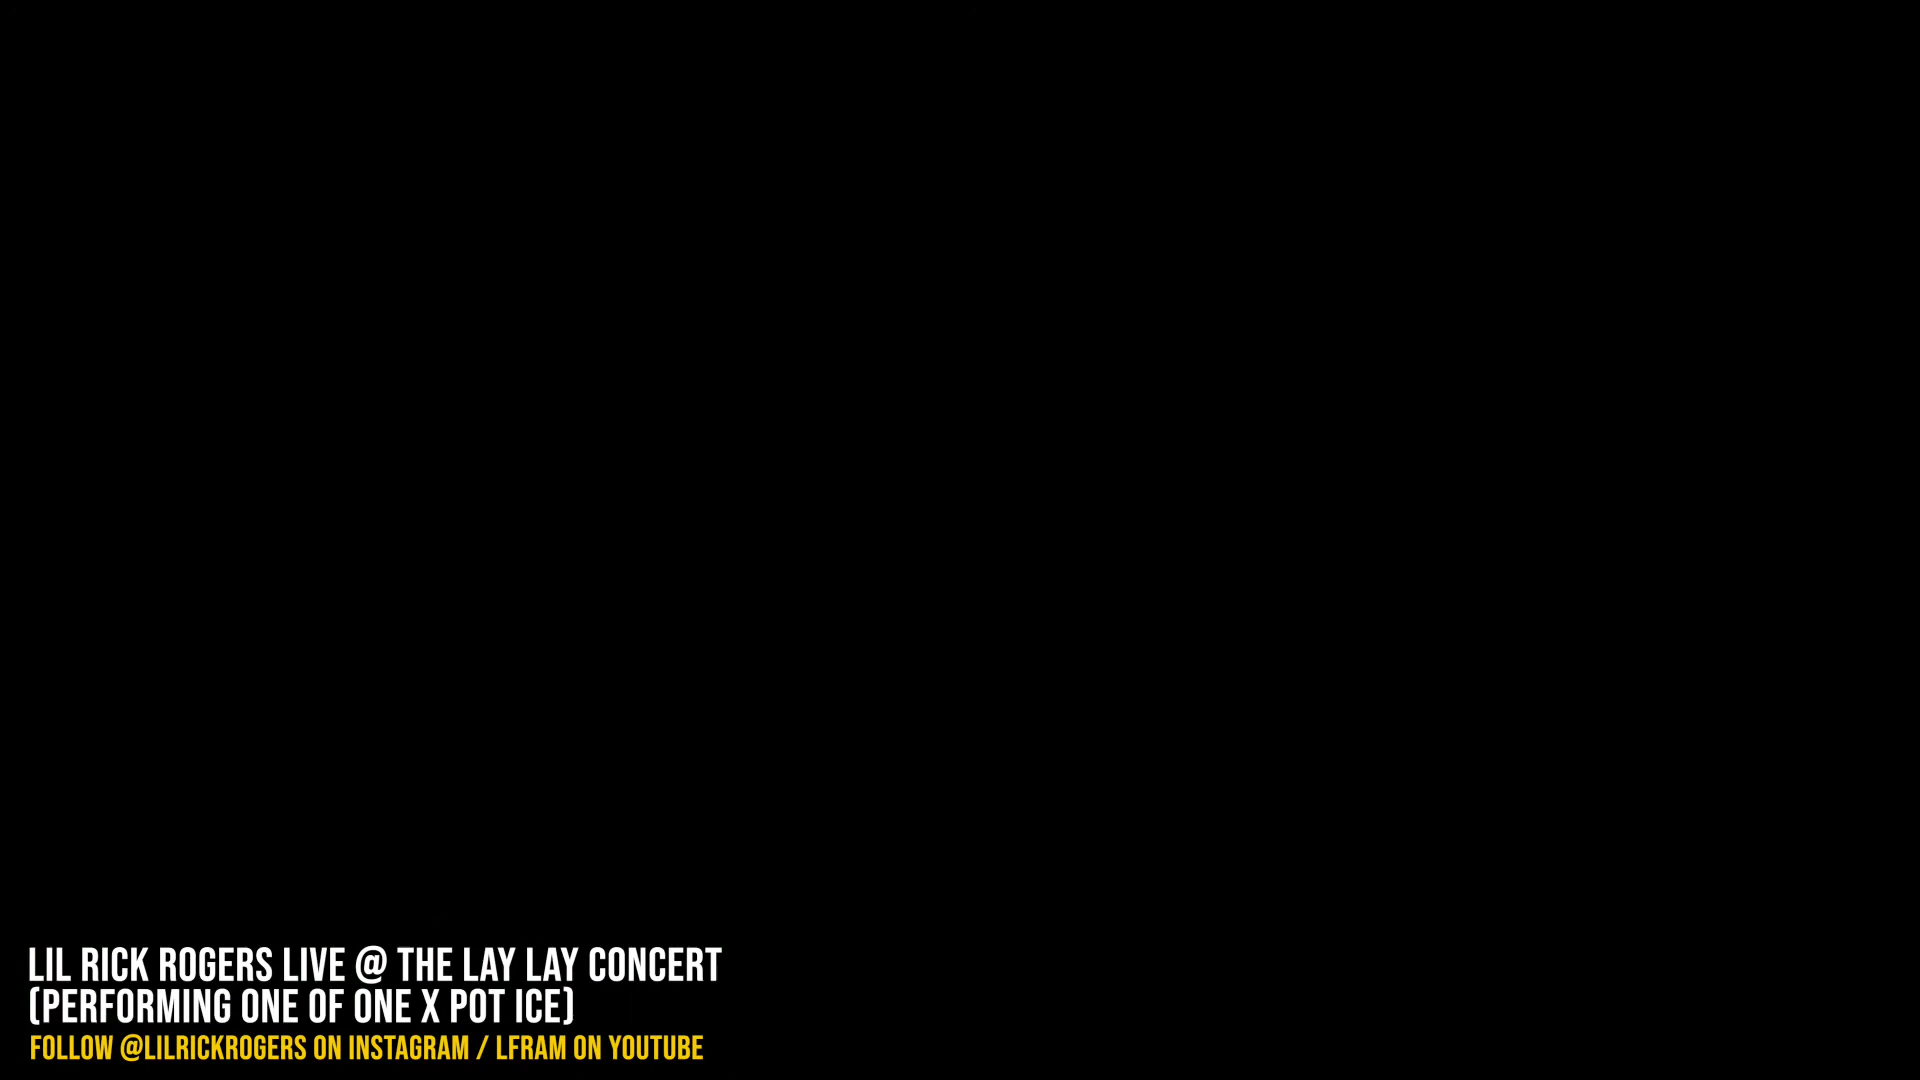 LIL RICK ROGERS LIVE @ THE LAY LAY CONCERT
(PERFORMING ONE OF ONE X POT ICE)
FOLLOW @LILRICKROGERS ON INSTAGRAM / LFRAM ON YOUTUBE